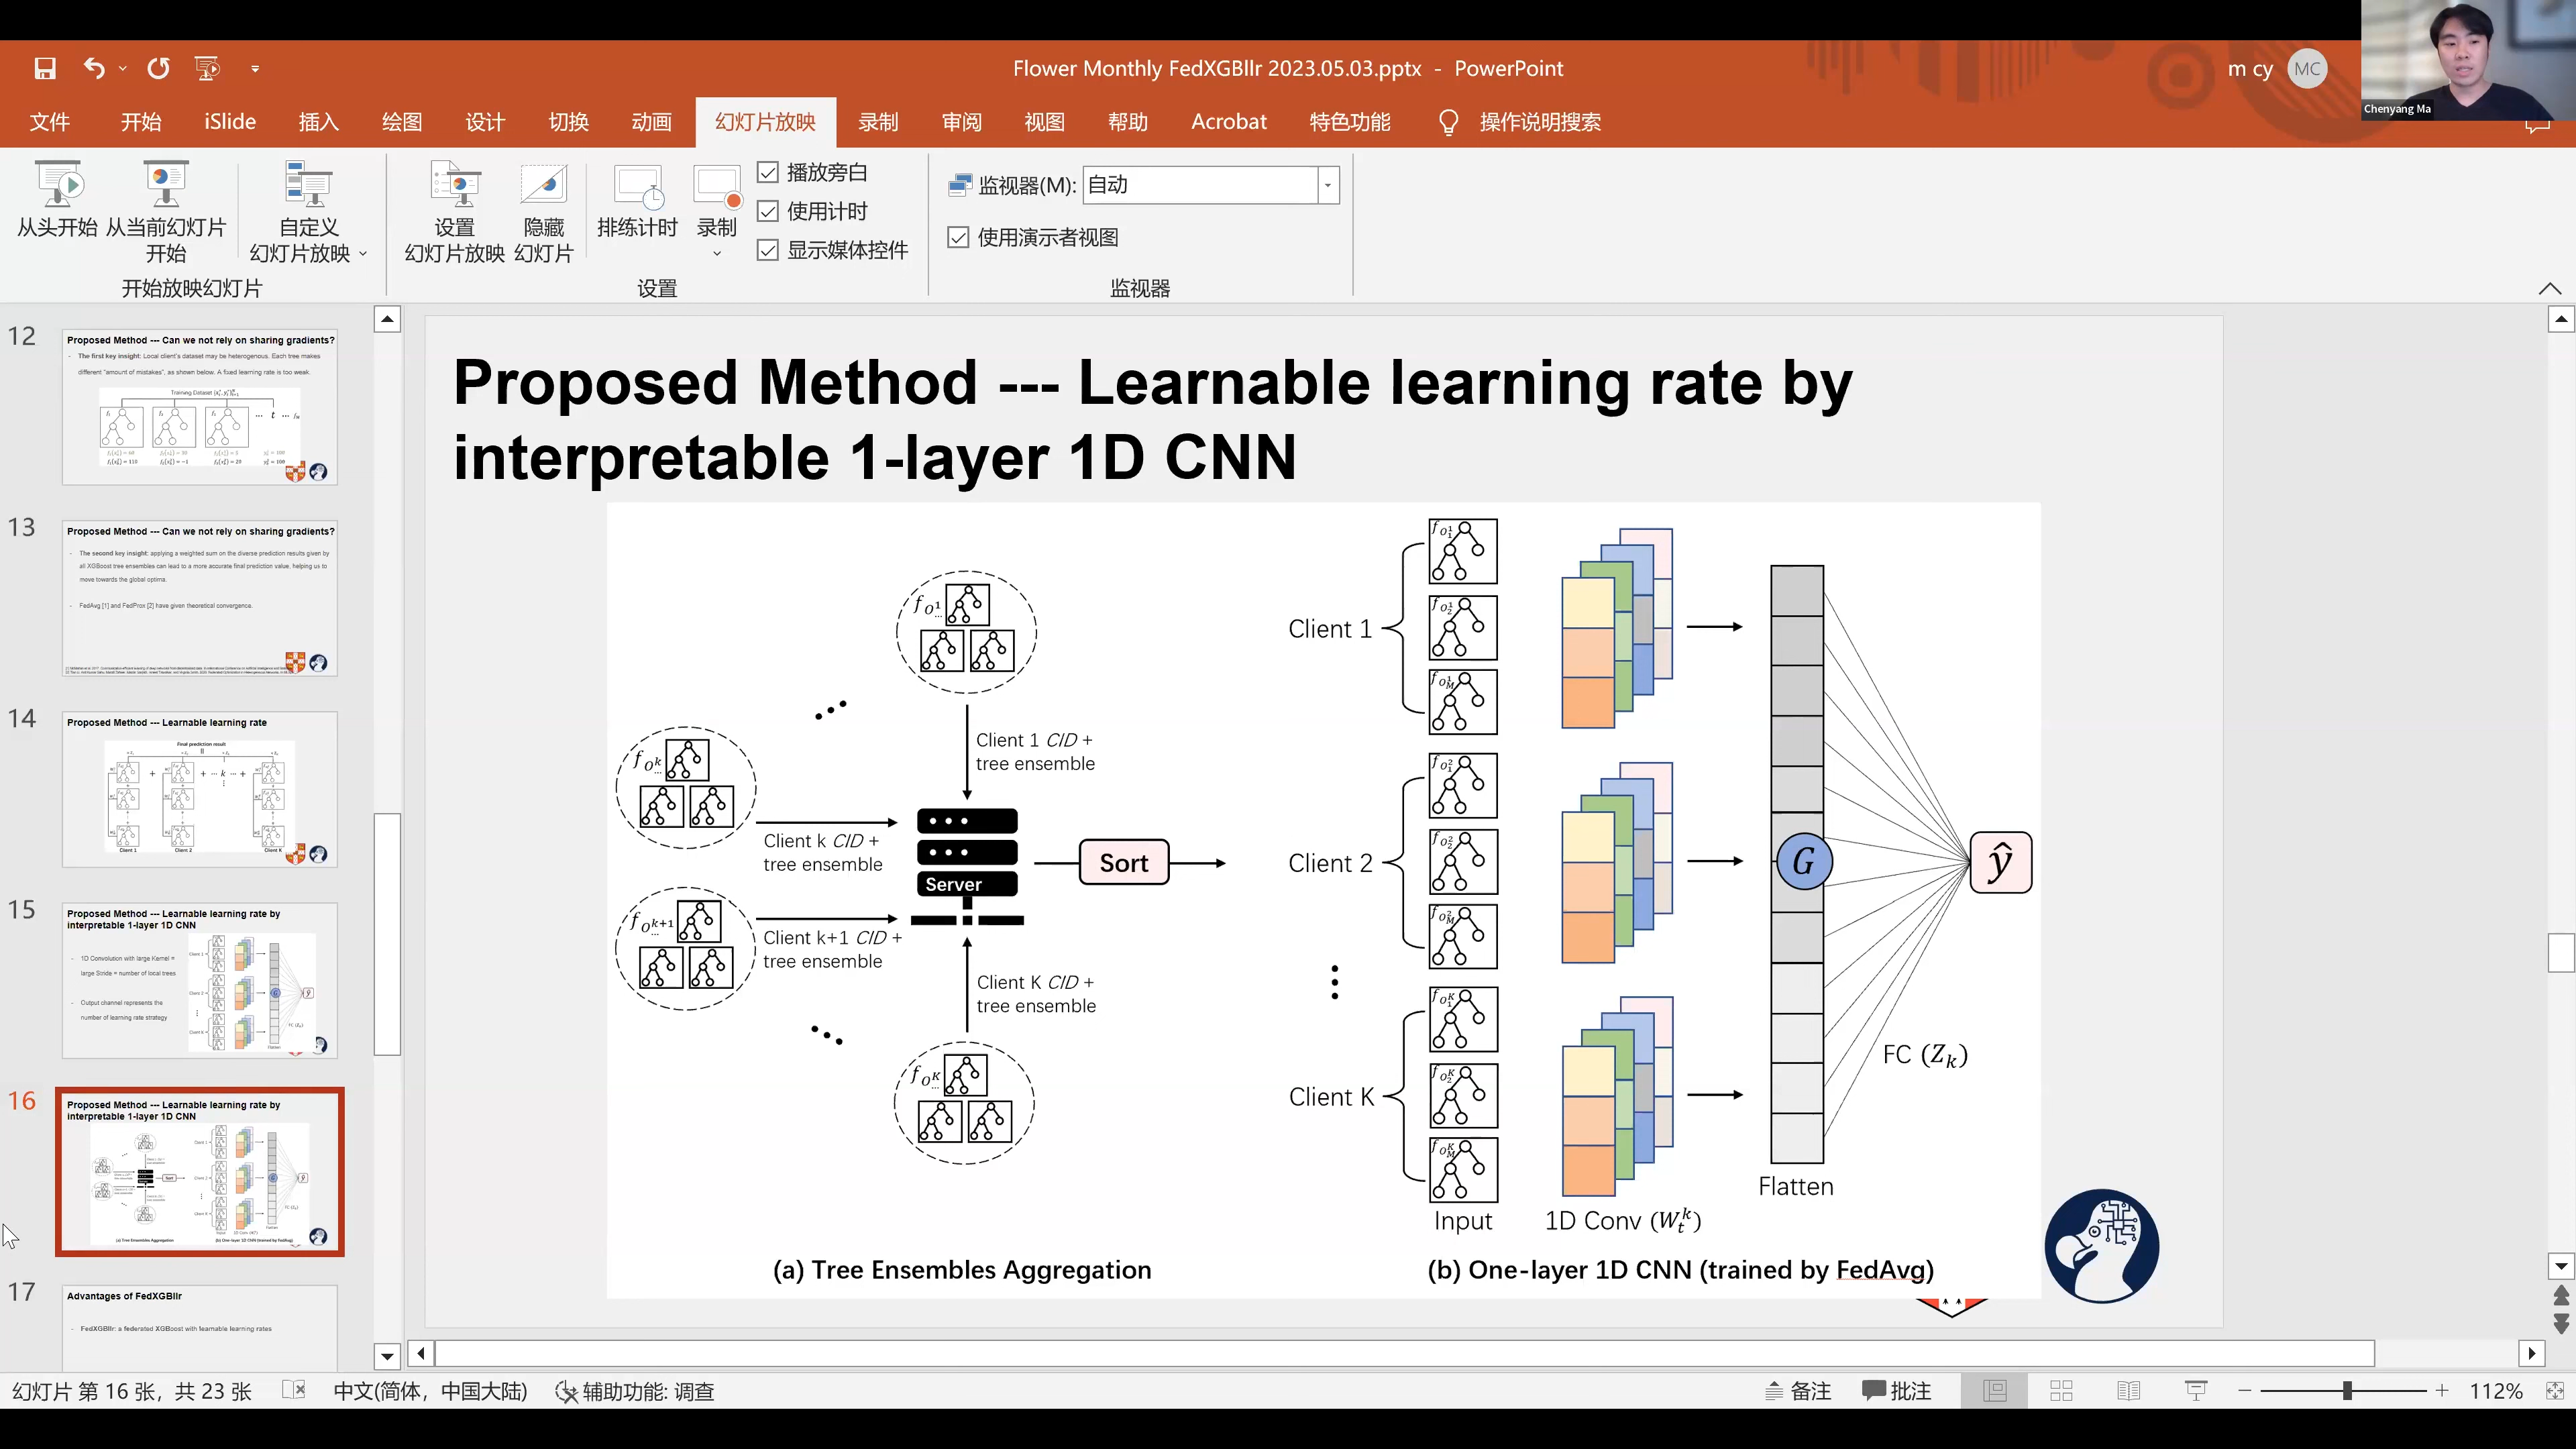 Flower Monthly FedXGBllr 2023.05.03.pptx - PowerPoint
m cy
MC
Chenyang Ma
文件 开始 iSlide 插入 绘图 设计 切换 动画 幻灯片放映 录制 审阅 视图 帮助 Acrobat 特色功能 操作说明搜索
从头开始
从当前幻灯片
开始
自定义
幻灯片放映
开始放映幻灯片
设置
幻灯片放映
隐藏
幻灯片
排练计时
录制
播放旁白
使用计时
显示媒体控件
设置
监视器(M): 自动
使用演示者视图
监视器
12
Proposed Method --- Can we not rely on sharing gradients?
- The first key insight: Local client's dataset may be heterogenous. Each tree makes
different "amount of mistakes", as shown below. A fixed learning rate is too weak.
13
Proposed Method --- Can we not rely on sharing gradients?
- The second key insight: applying a weighted sum on the diverse prediction results given by
all XGBoost tree ensembles can lead to a more accurate final prediction value, helping us to
move towards the global optima.
- FedAvg [1] and FedProx [2] have given theoretical convergence.
14
Proposed Method --- Learnable learning rate
Final prediction result
Client 1 Client 2 Client K
15
Proposed Method --- Learnable learning rate by
interpretable 1-layer 1D CNN
- 1D Convolution with large Kernel =
large Stride = number of local trees
- Output channel represents the
number of learning rate strategy
16
Proposed Method --- Learnable learning rate by
interpretable 1-layer 1D CNN
17
Advantages of FedXGBllr
- FedXGBllr: a federated XGBoost with learnable learning rates
Proposed Method --- Learnable learning rate by
interpretable 1-layer 1D CNN
Client 1 CID +
tree ensemble
Client k CID +
tree ensemble
Client k+1 CID +
tree ensemble
Client K CID +
tree ensemble
Server
Sort
Client 1
Client 2
Client K
G
ŷ
FC (Z_k)
Flatten
Input
1D Conv (W_t^k)
(a) Tree Ensembles Aggregation
(b) One-layer 1D CNN (trained by FedAvg)
幻灯片 第 16 张，共 23 张
中文(简体，中国大陆)
辅助功能: 调查
备注
批注
112%